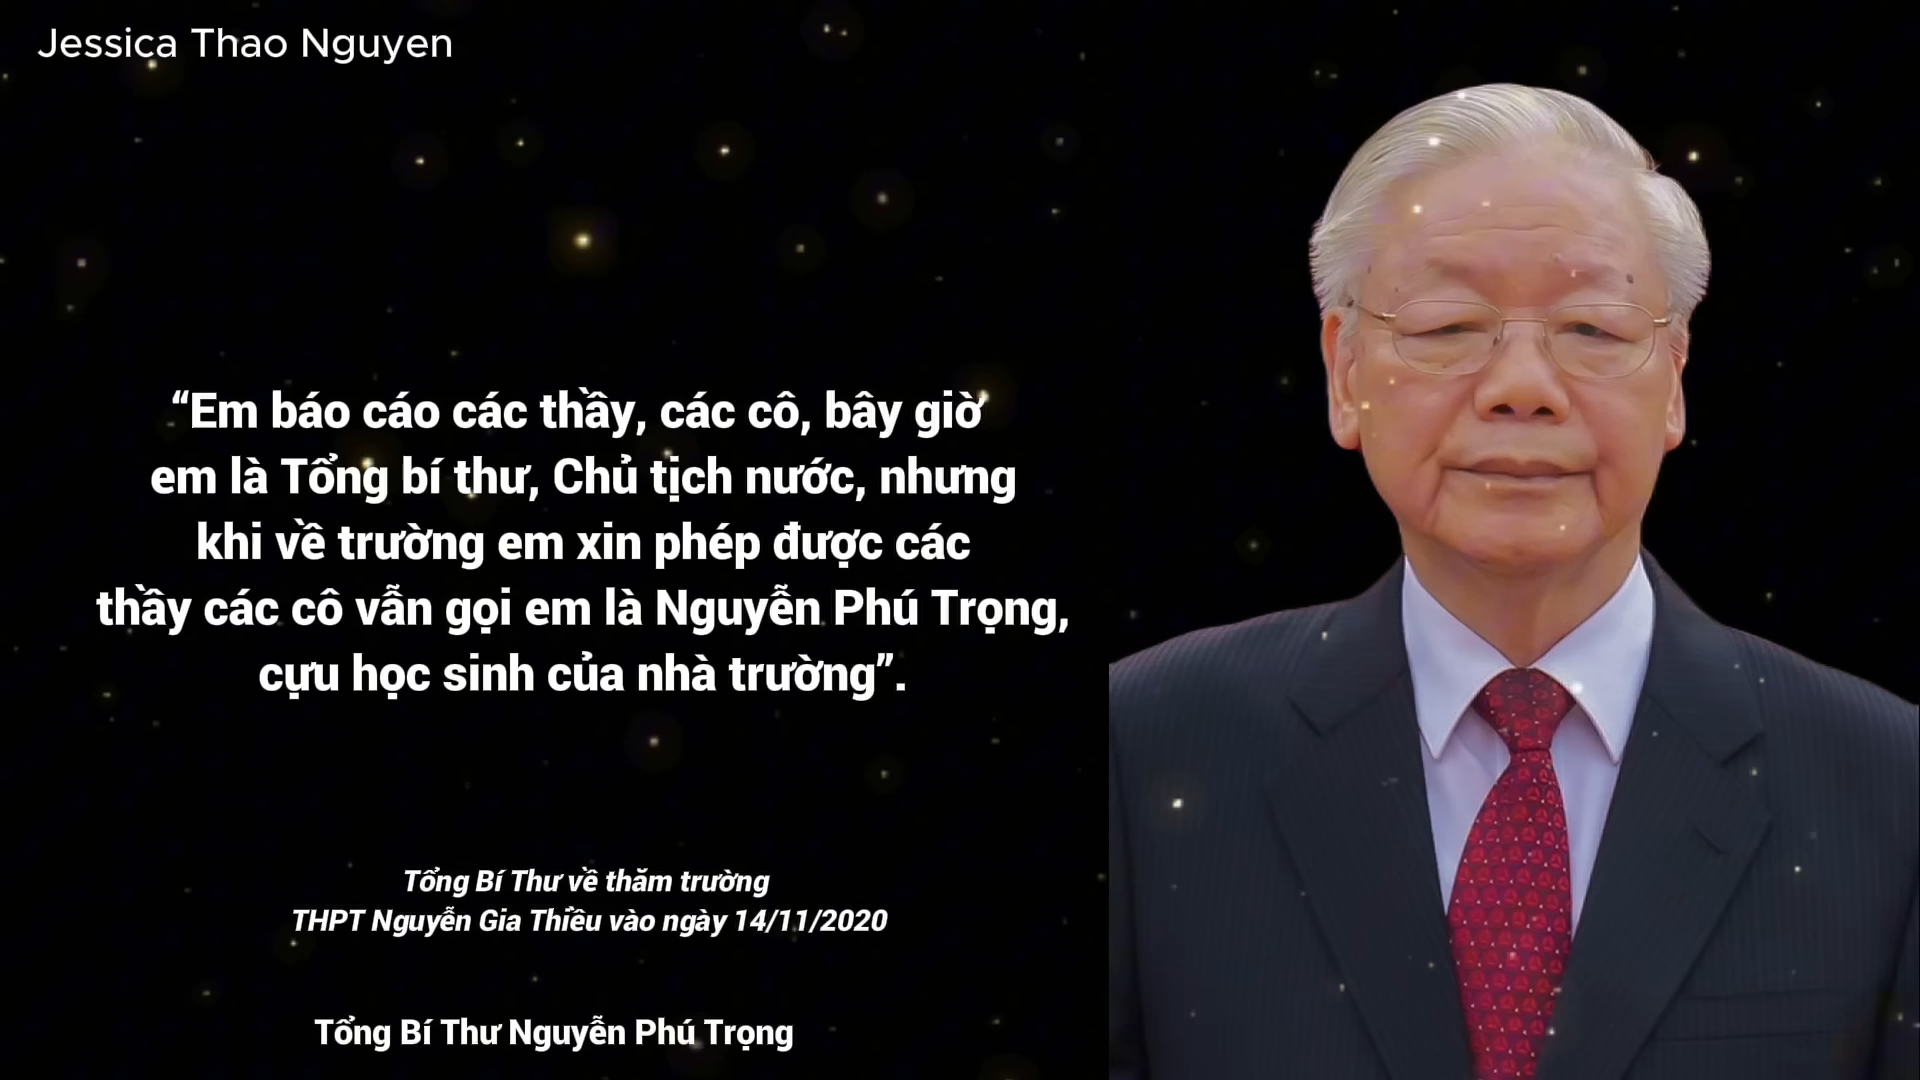 Jessica Thao Nguyen
“Em báo cáo các thầy, các cô, bây giờ
em là Tổng bí thư, Chủ tịch nước, nhưng
khi về trường em xin phép được các
thầy các cô vẫn gọi em là Nguyễn Phú Trọng,
cựu học sinh của nhà trường”.
Tổng Bí Thư về thăm trường
THPT Nguyễn Gia Thiều vào ngày 14/11/2020
Tổng Bí Thư Nguyễn Phú Trọng